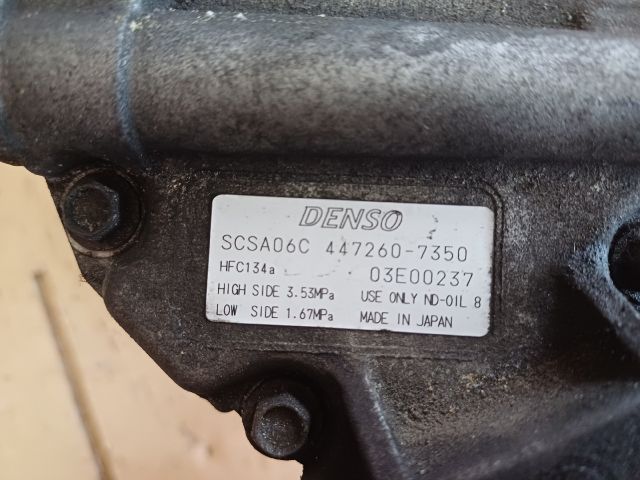 DENSO
SCSA06C 447260-7350
HFC134a 03E00237
HIGH SIDE 3.53MPa USE ONLY ND-OIL 8
LOW SIDE 1.67MPa MADE IN JAPAN